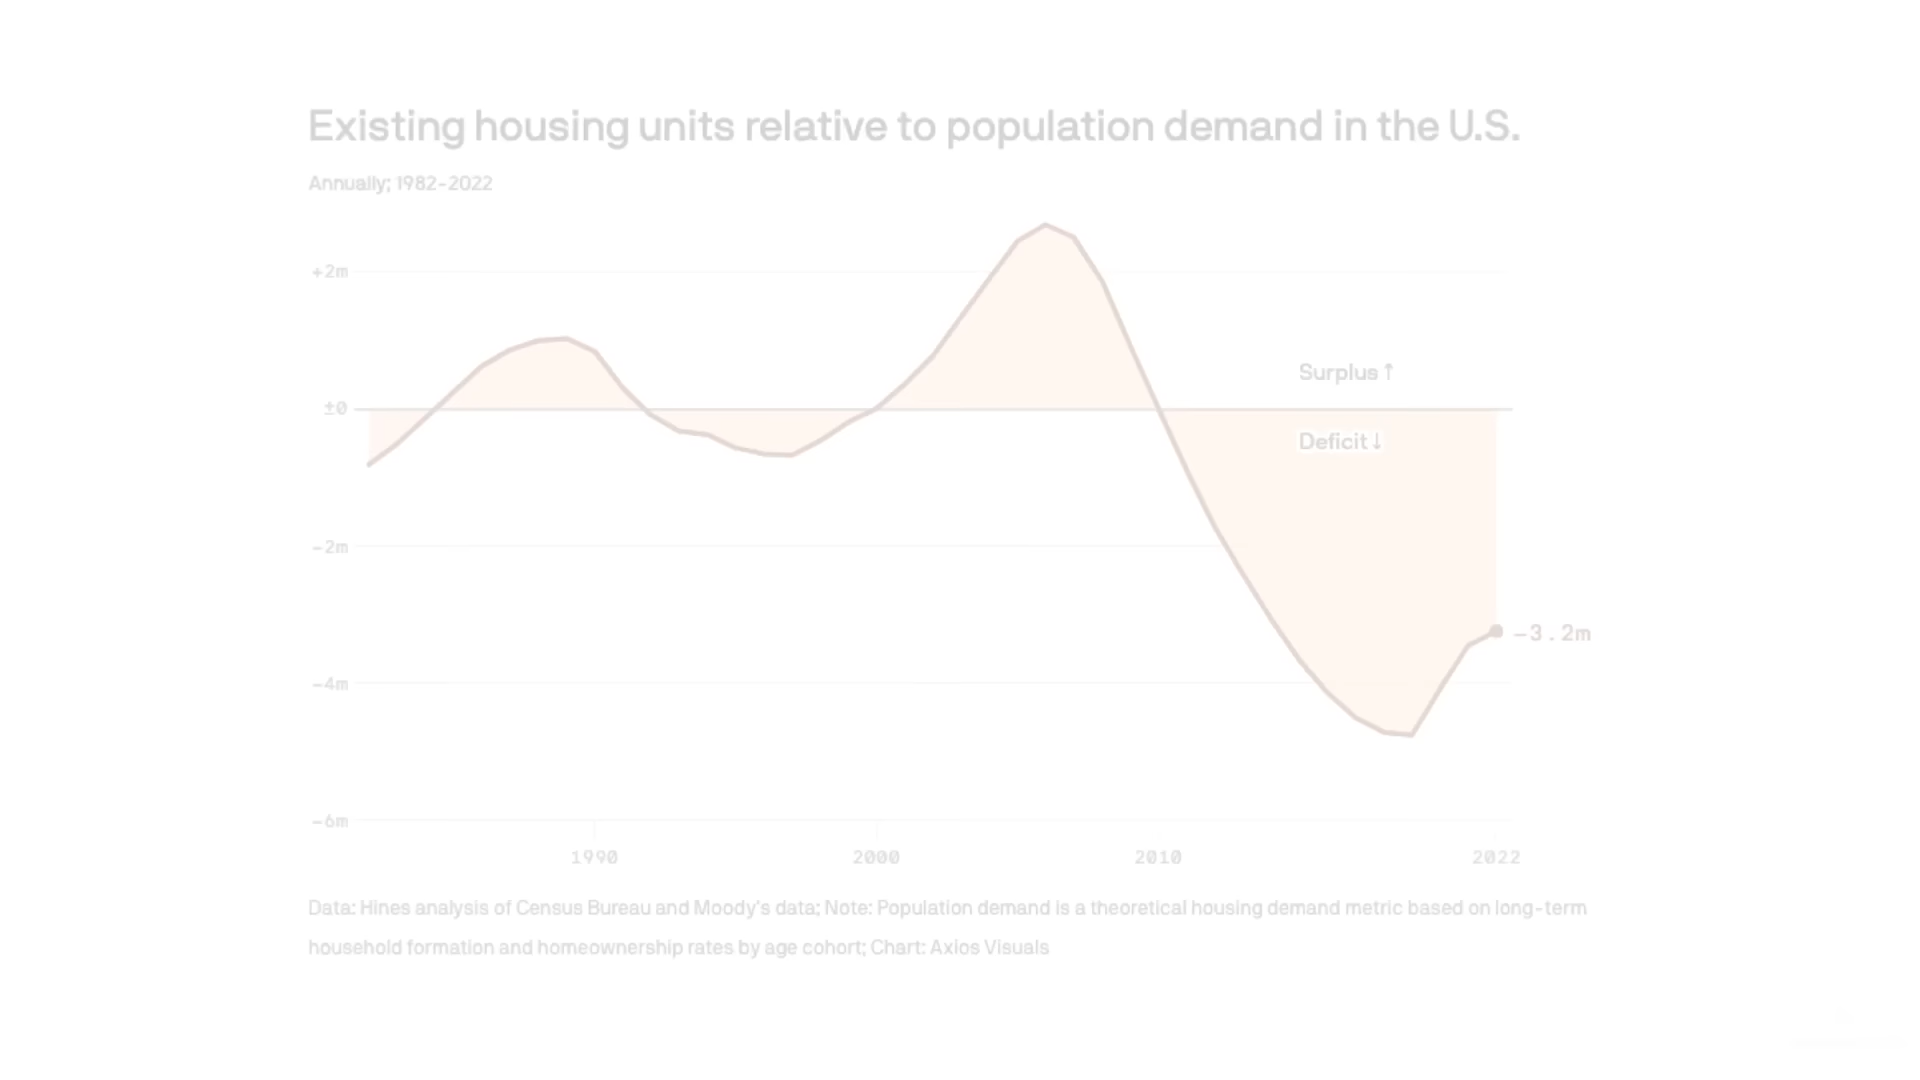 Existing housing units relative to population demand in the U.S.
Annually; 1982-2022
+2m
±0
Surplus ↑
Deficit ↓
-2m
-3.2m
-4m
-6m
1990 2000 2010 2022
Data: Hines analysis of Census Bureau and Moody's data; Note: Population demand is a theoretical housing demand metric based on long-term
household formation and homeownership rates by age cohort; Chart: Axios Visuals